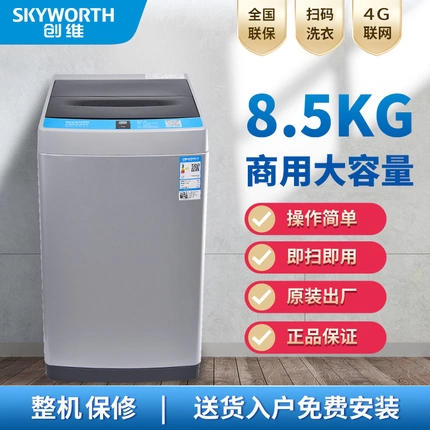 SKYWORTH
创维
全国
联保
扫码
洗衣
4G
联网
8.5KG
商用大容量
操作简单
即扫即用
原装出厂
正品保证
整机保修
送货入户免费安装